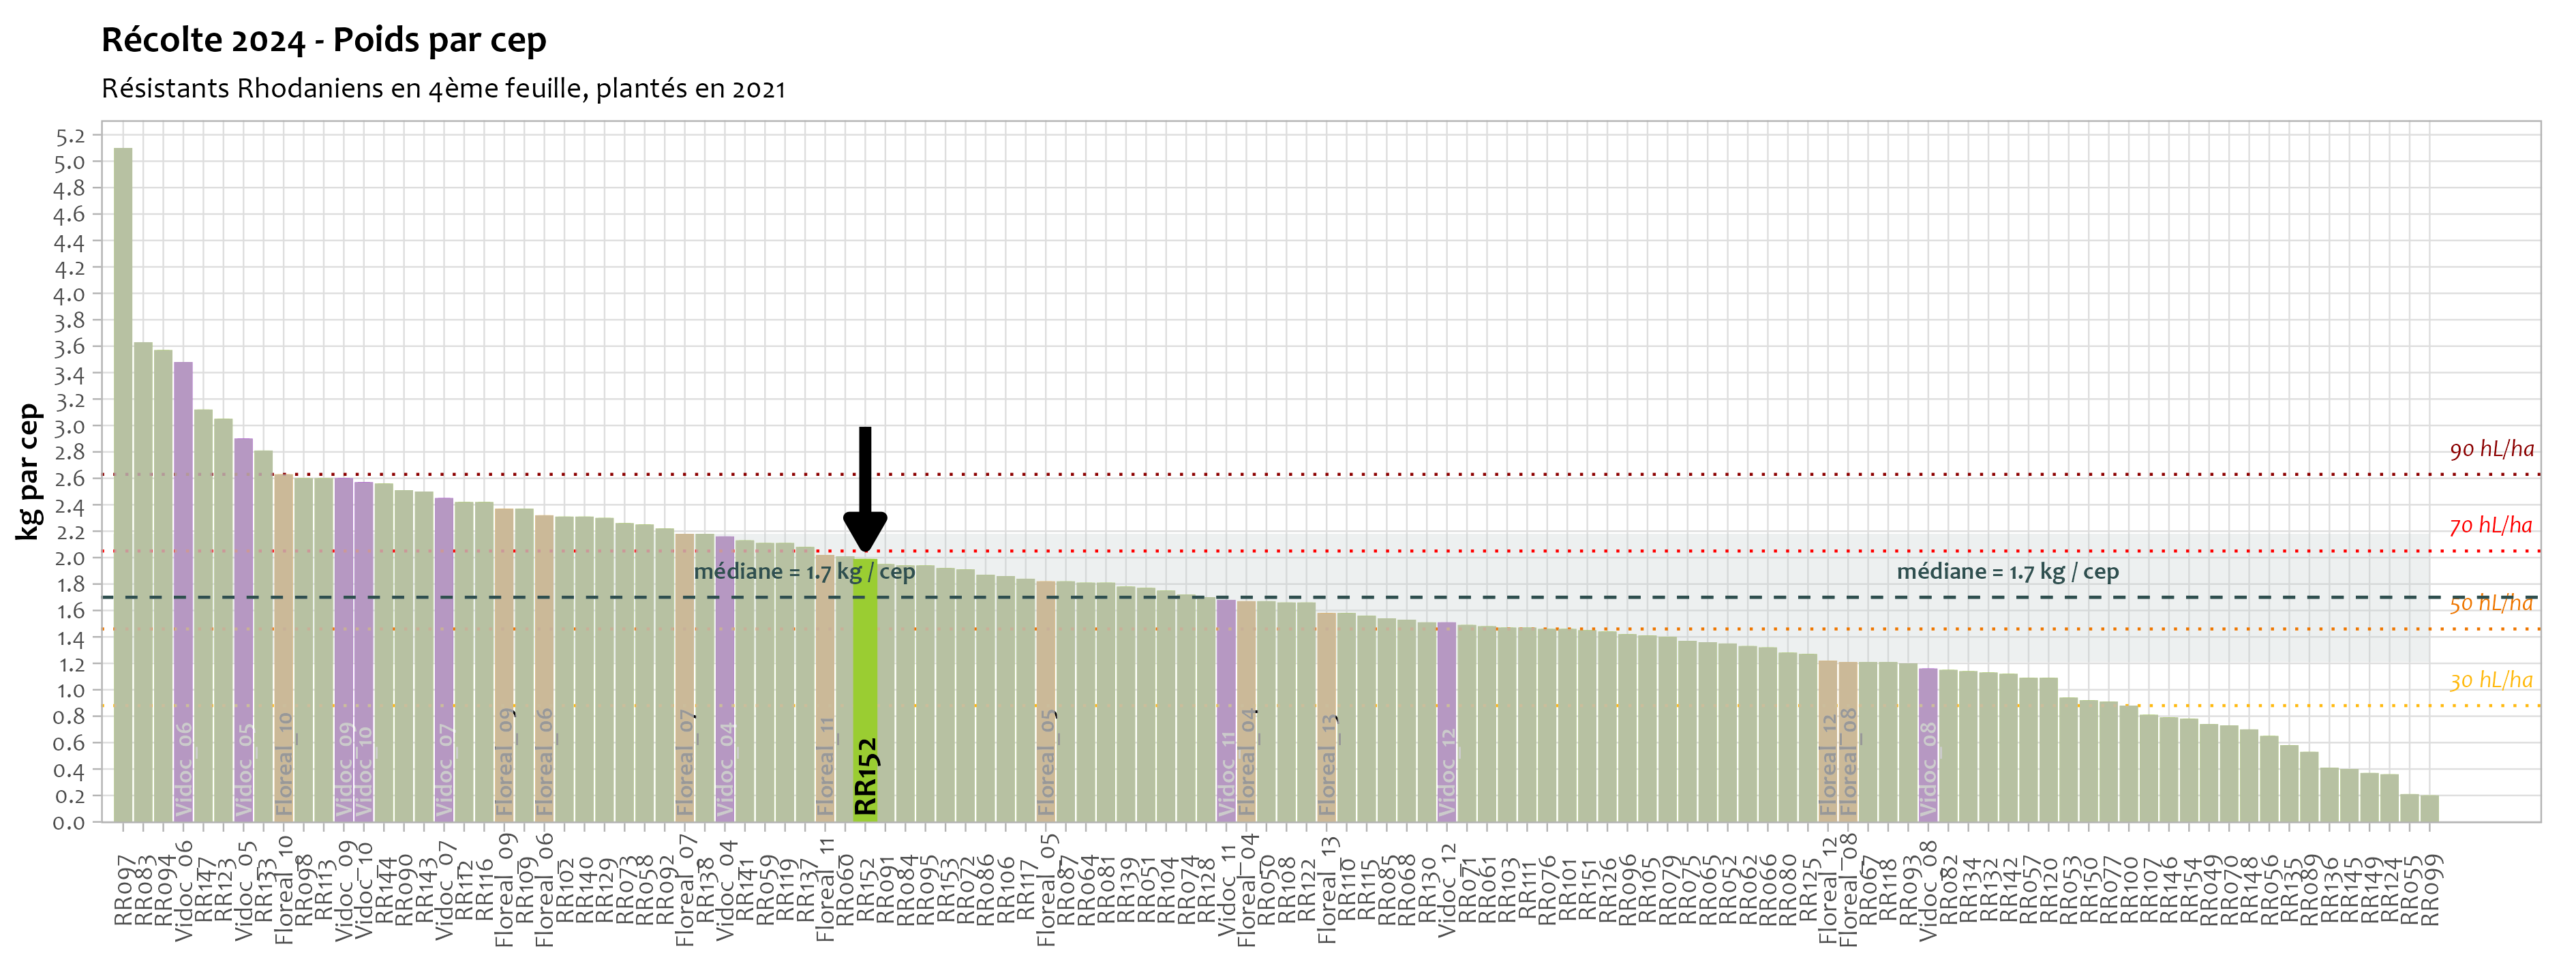 Récolte 2024 - Poids par cep
Résistants Rhodaniens en 4ème feuille, plantés en 2021
kg par cep
5.2
5.0
4.8
4.6
4.4
4.2
4.0
3.8
3.6
3.4
3.2
3.0
2.8
2.6
2.4
2.2
2.0
1.8
1.6
1.4
1.2
1.0
0.8
0.6
0.4
0.2
0.0
90 hL/ha
70 hL/ha
médiane = 1.7 kg / cep
médiane = 1.7 kg / cep
50 hL/ha
30 hL/ha
Vidoc_06
Vidoc_05
Floreal_10
Vidoc_09
Vidoc_10
Vidoc_07
Floreal_09
Floreal_06
Floreal_07
Vidoc_04
Floreal_11
RR152
Floreal_05
Vidoc_11
Floreal_04
Floreal_13
Vidoc_12
Floreal_12
Floreal_08
Vidoc_08
RR097
RR083
RR094
Vidoc_06
RR147
RR123
Vidoc_05
RR133
Floreal_10
RR098
RR113
Vidoc_09
Vidoc_10
RR144
RR090
RR143
Vidoc_07
RR112
RR116
Floreal_09
RR109
Floreal_06
RR102
RR140
RR129
RR073
RR058
RR092
Floreal_07
RR138
Vidoc_04
RR141
RR059
RR119
RR137
Floreal_11
RR060
RR152
RR091
RR084
RR095
RR153
RR072
RR086
RR106
RR117
Floreal_05
RR087
RR064
RR081
RR139
RR051
RR104
RR074
RR128
Vidoc_11
Floreal_04
RR050
RR108
RR122
Floreal_13
RR110
RR115
RR085
RR068
RR130
Vidoc_12
RR071
RR061
RR103
RR111
RR076
RR101
RR151
RR126
RR096
RR105
RR079
RR075
RR065
RR052
RR062
RR066
RR080
RR125
Floreal_12
Floreal_08
RR067
RR118
RR093
Vidoc_08
RR082
RR134
RR132
RR142
RR057
RR120
RR053
RR150
RR077
RR100
RR107
RR146
RR154
RR049
RR070
RR148
RR056
RR135
RR089
RR136
RR145
RR149
RR124
RR055
RR099